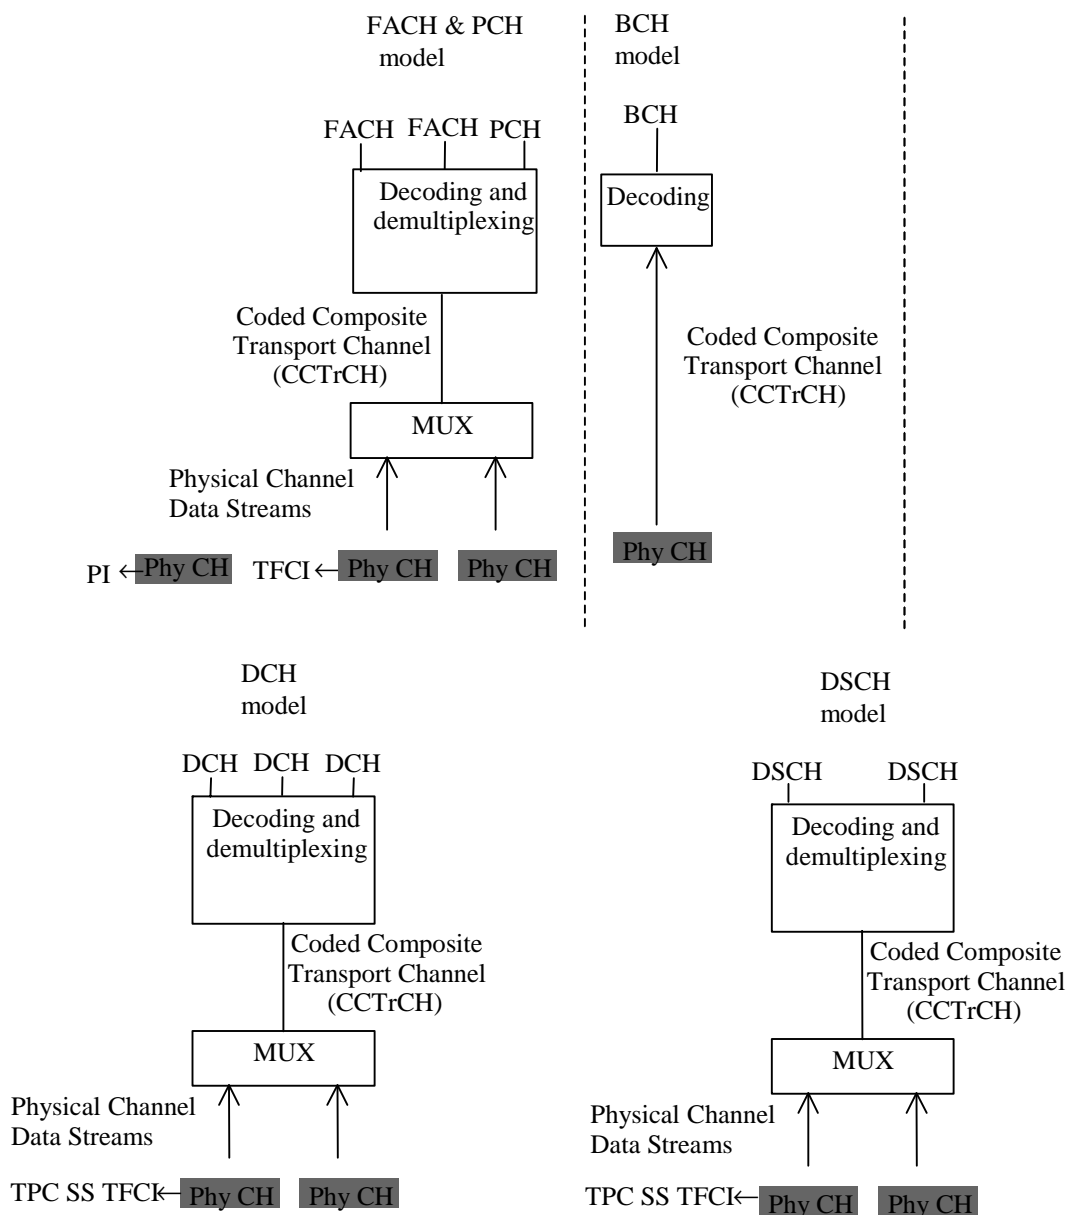 FACH & PCH
model
FACH FACH PCH
Decoding and
demultiplexing
Coded Composite
Transport Channel
(CCTrCH)
MUX
Physical Channel
Data Streams
PI
Phy CH
TFCI
Phy CH
Phy CH
BCH
model
BCH
Decoding
Coded Composite
Transport Channel
(CCTrCH)
Phy CH
DCH
model
DCH DCH DCH
Decoding and
demultiplexing
Coded Composite
Transport Channel
(CCTrCH)
MUX
Physical Channel
Data Streams
TPC SS TFCI
Phy CH
Phy CH
DSCH
model
DSCH DSCH
Decoding and
demultiplexing
Coded Composite
Transport Channel
(CCTrCH)
MUX
Physical Channel
Data Streams
TPC SS TFCI
Phy CH
Phy CH